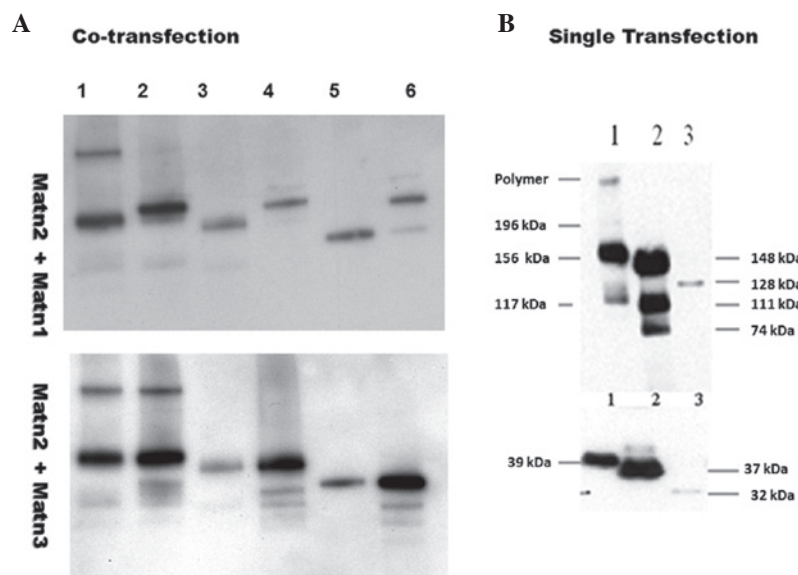 A
Co-transfection
1 2 3 4 5 6
Matn2 + Matn1
Matn2 + Matn3
B
Single Transfection
1 2 3
Polymer
196 kDa
156 kDa
117 kDa
148 kDa
128 kDa
111 kDa
74 kDa
1 2 3
39 kDa
37 kDa
32 kDa